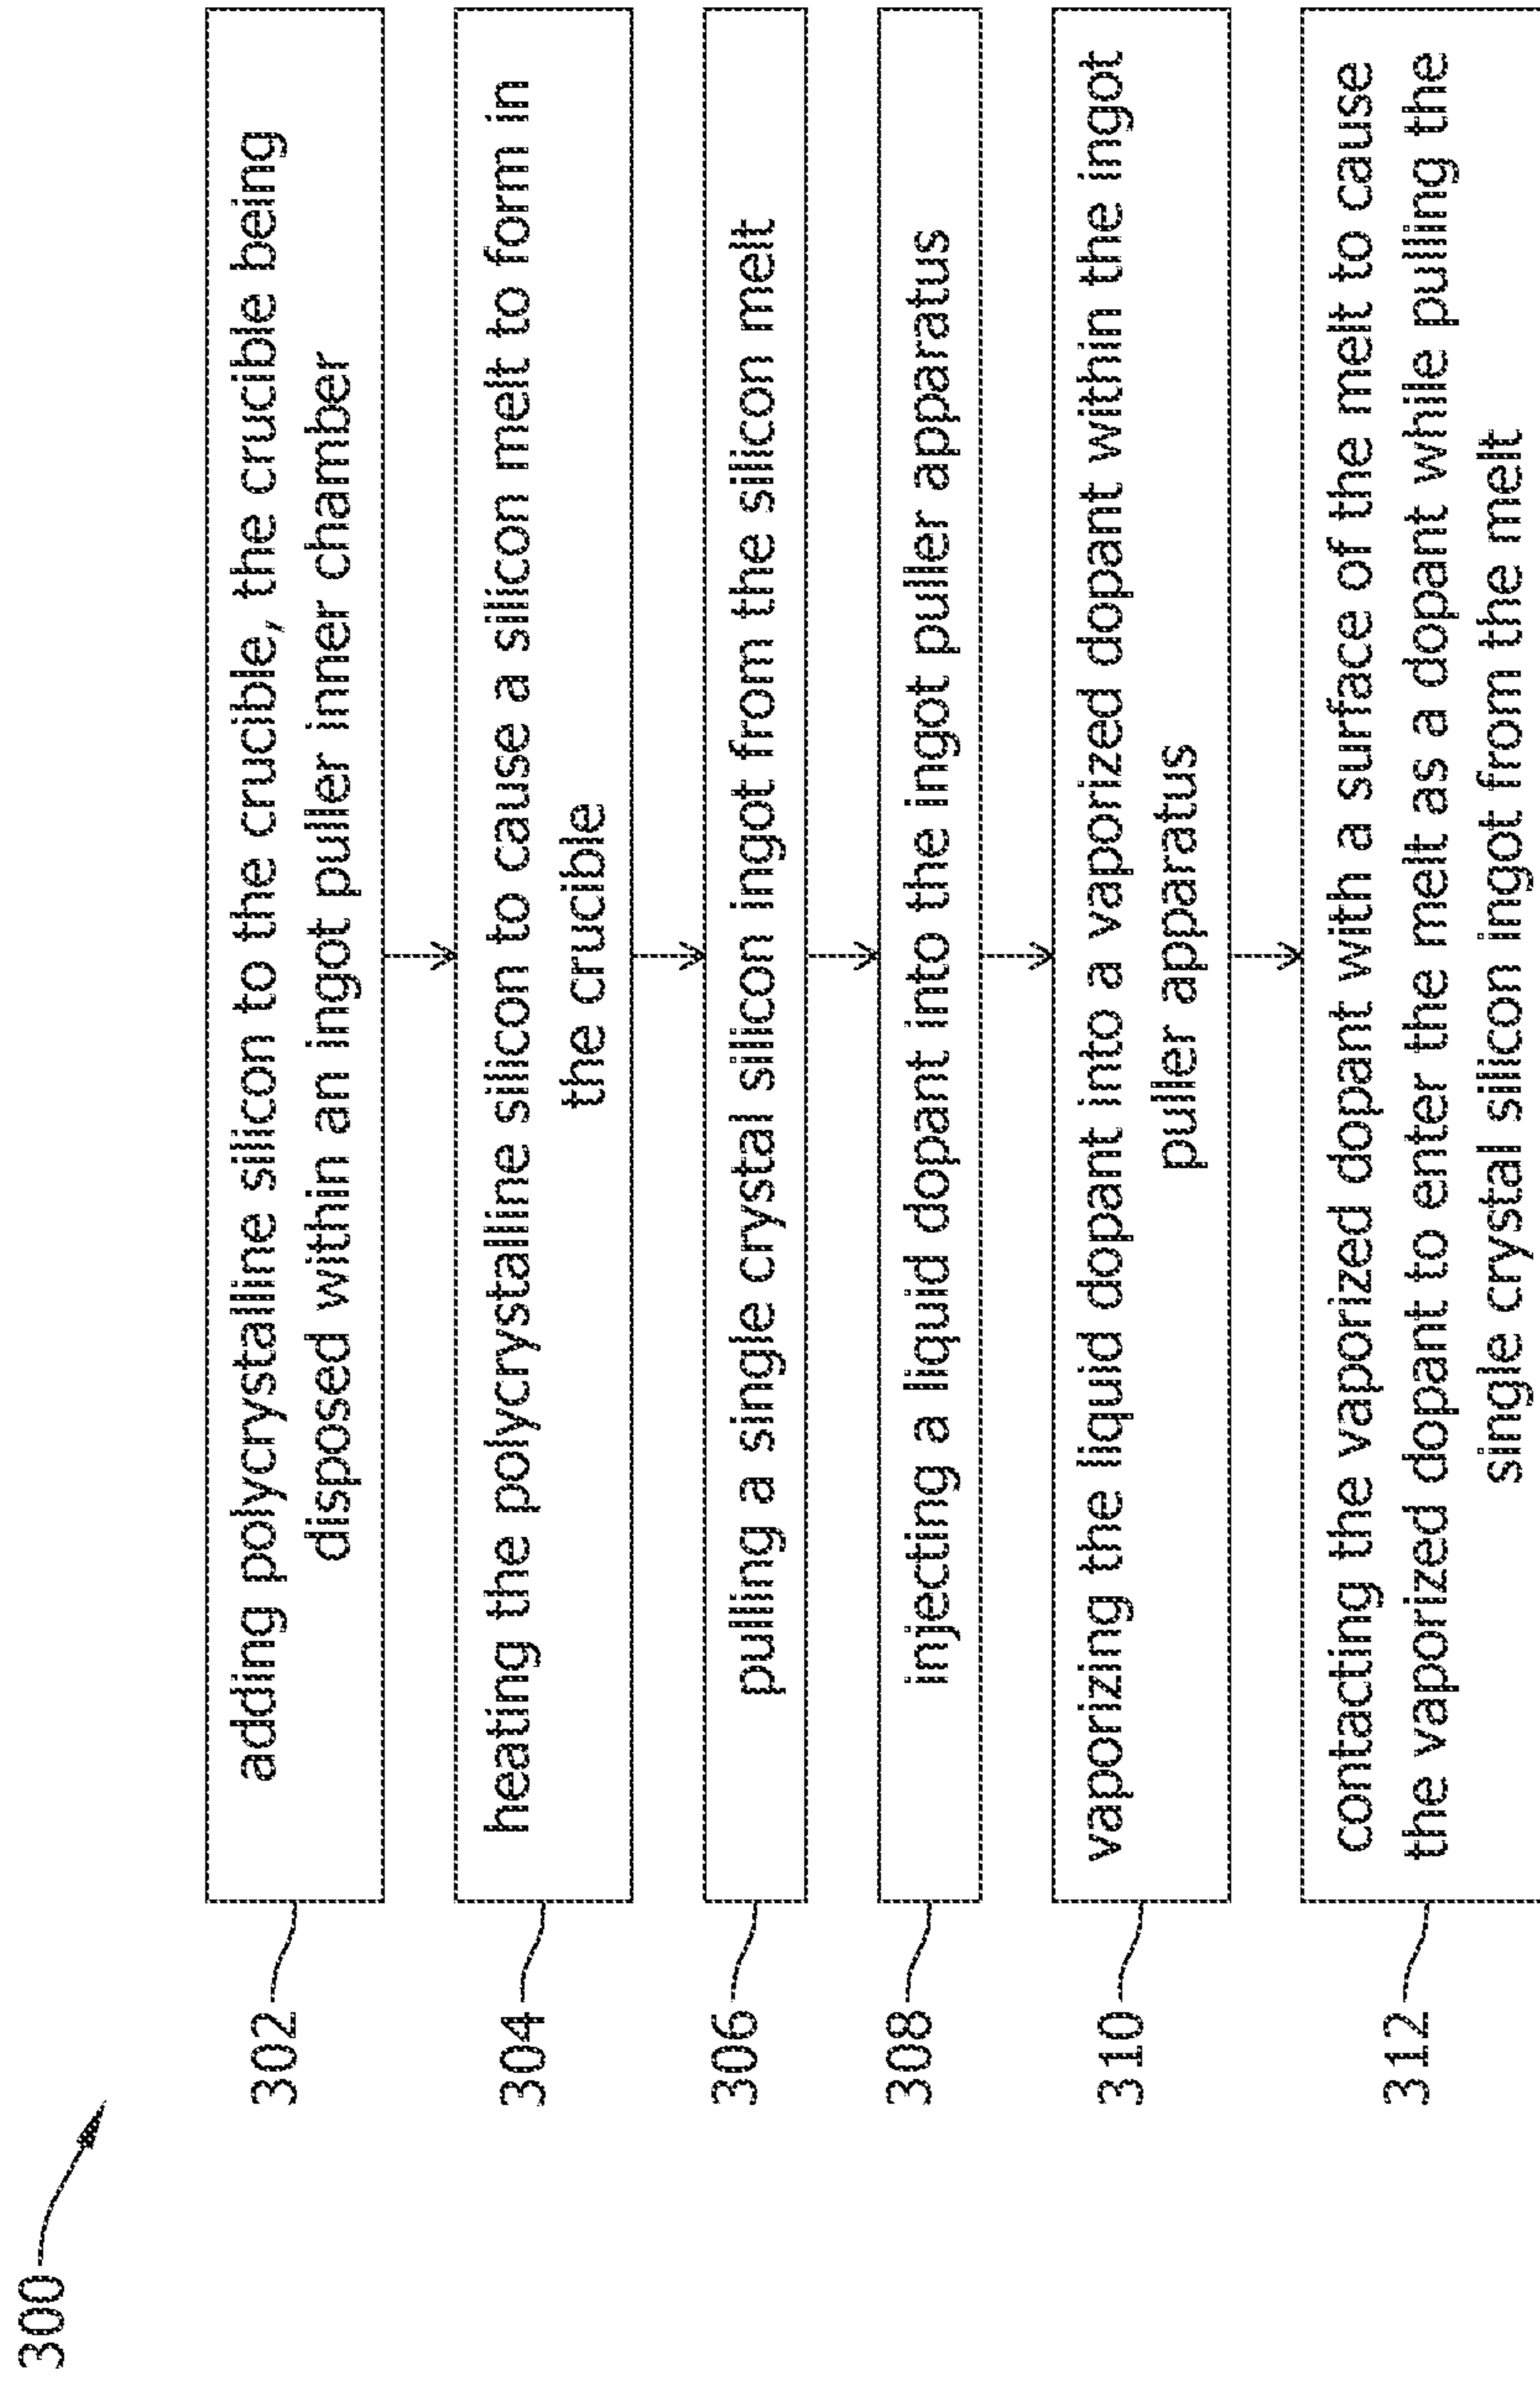 300
302
adding polycrystalline silicon to the crucible, the crucible being
disposed within an ingot puller inner chamber
304
heating the polycrystalline silicon to cause a silicon melt to form in
the crucible
306
pulling a single crystal silicon ingot from the silicon melt
308
injecting a liquid dopant into the ingot puller apparatus
310
vaporizing the liquid dopant into a vaporized dopant within the ingot
puller apparatus
312
contacting the vaporized dopant with a surface of the melt to cause
the vaporized dopant to enter the melt as a dopant while pulling the
single crystal silicon ingot from the melt